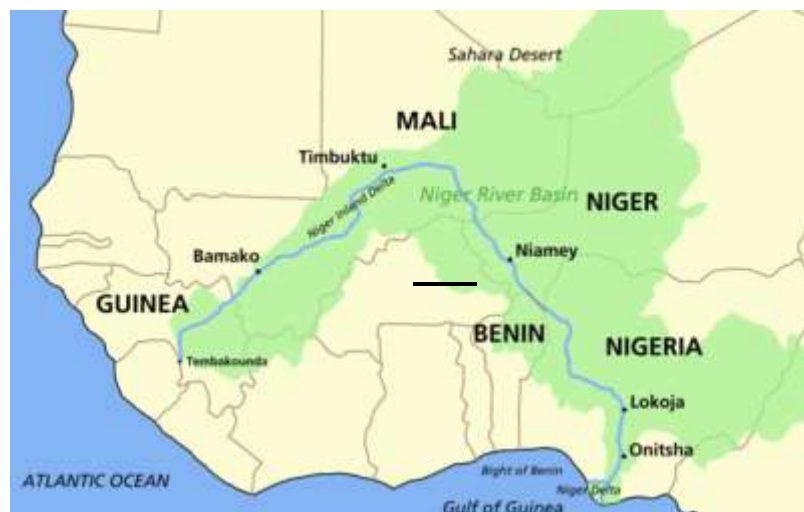 Sahara Desert
MALI
Timbuktu
Niger Inland Delta
Niger River Basin
NIGER
Bamako
Niamey
GUINEA
BENIN
NIGERIA
Tembakounda
Lokoja
Onitsha
Bight of Benin
ATLANTIC OCEAN
Niger Delta
Gulf of Guinea